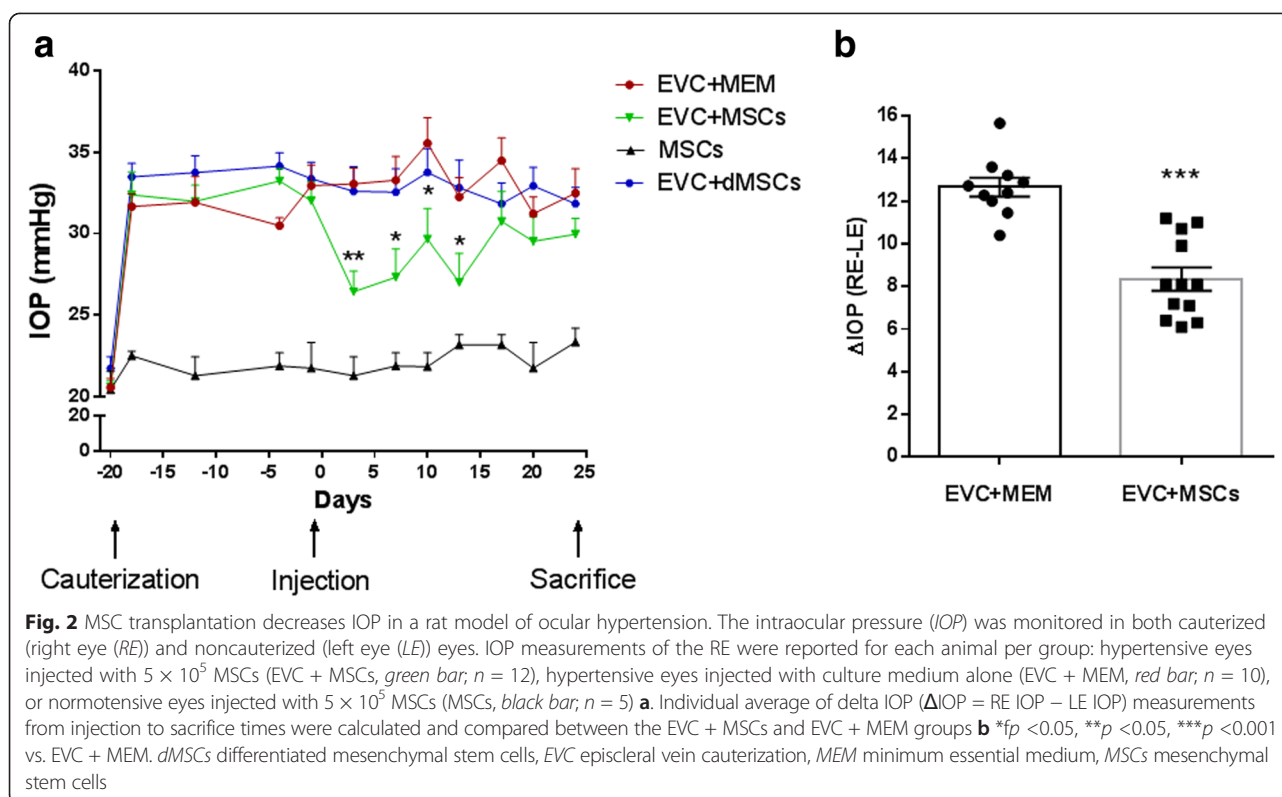 a
40
35
30
25
20
20
0
IOP (mmHg)
**
*
*
*
-20 -15 -10 -5 0 5 10 15 20 25
Days
Cauterization Injection Sacrifice
EVC+MEM
EVC+MSCs
MSCs
EVC+dMSCs
b
16
14
12
10
8
6
4
2
0
ΔIOP (RE-LE)
***
EVC+MEM EVC+MSCs
Fig. 2 MSC transplantation decreases IOP in a rat model of ocular hypertension. The intraocular pressure (IOP) was monitored in both cauterized
(right eye (RE)) and noncauterized (left eye (LE)) eyes. IOP measurements of the RE were reported for each animal per group: hypertensive eyes
injected with 5 × 10⁵ MSCs (EVC + MSCs, green bar; n = 12), hypertensive eyes injected with culture medium alone (EVC + MEM, red bar; n = 10),
or normotensive eyes injected with 5 × 10⁵ MSCs (MSCs, black bar; n = 5) a. Individual average of delta IOP (ΔIOP = RE IOP − LE IOP) measurements
from injection to sacrifice times were calculated and compared between the EVC + MSCs and EVC + MEM groups b *fp <0.05, **p <0.05, ***p <0.001
vs. EVC + MEM. dMSCs differentiated mesenchymal stem cells, EVC episcleral vein cauterization, MEM minimum essential medium, MSCs mesenchymal
stem cells